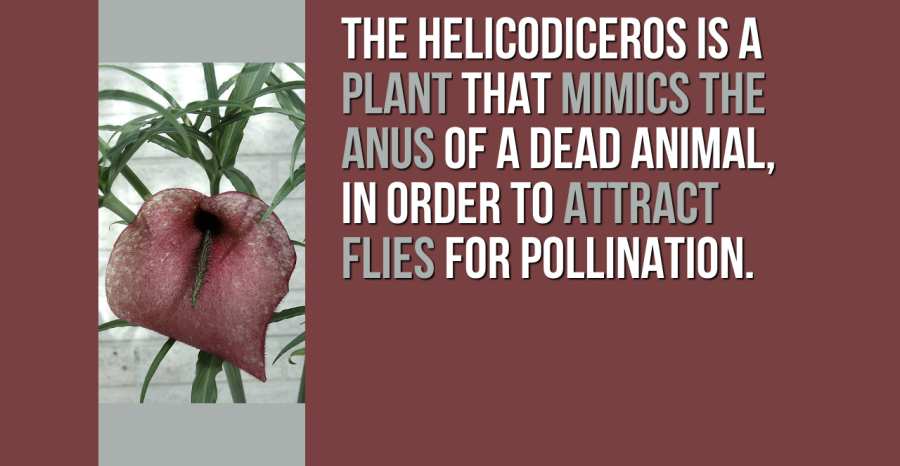 THE HELICODICEROS IS A
PLANT THAT MIMICS THE
ANUS OF A DEAD ANIMAL,
IN ORDER TO ATTRACT
FLIES FOR POLLINATION.